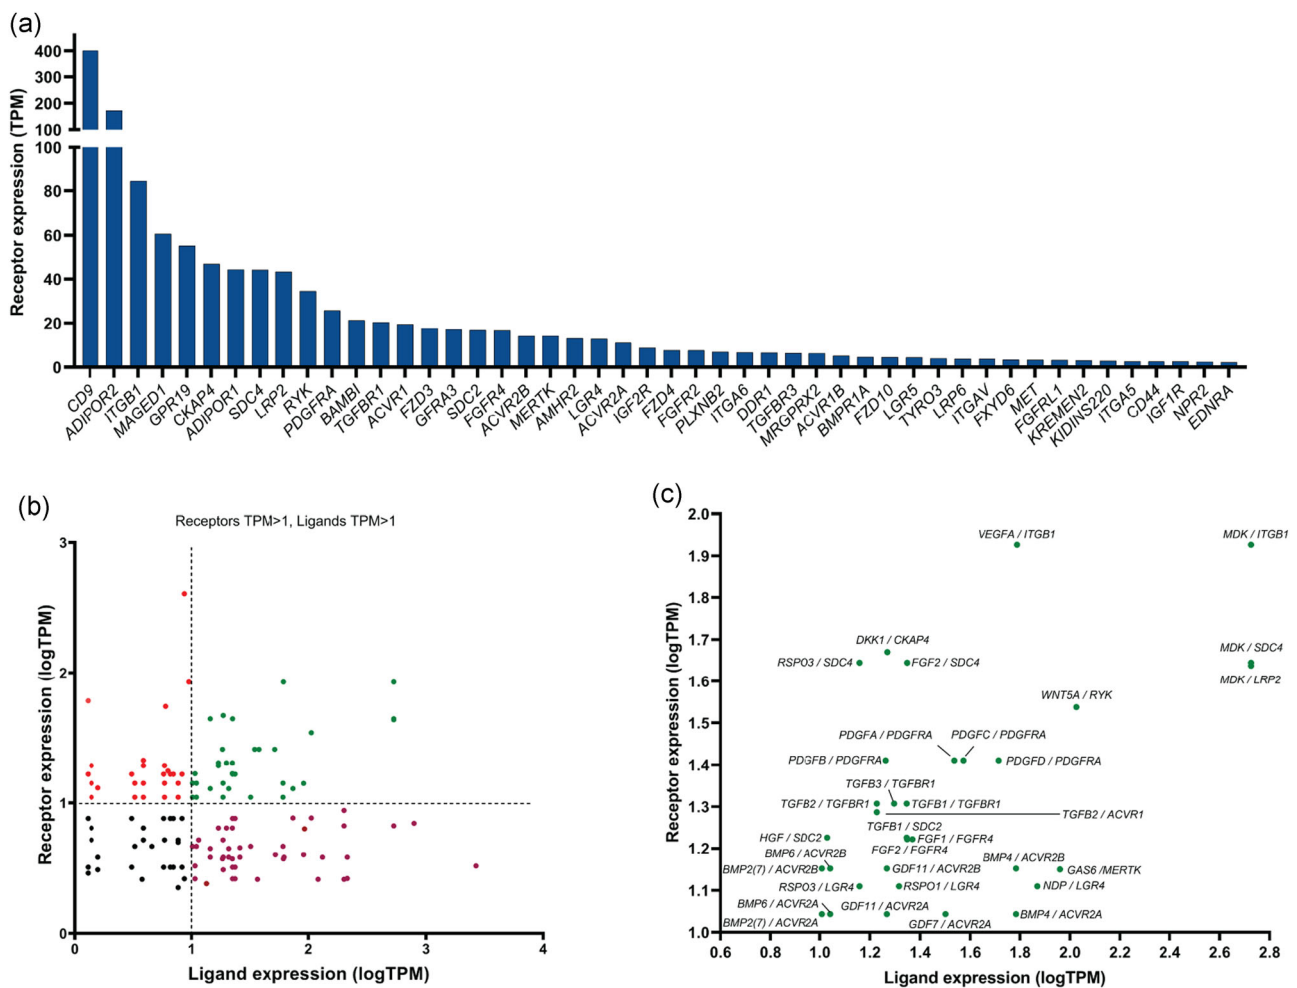 (a)
Receptor expression (TPM)
400
300
200
100
100
80
60
40
20
0
CD9
ADIPOR2
ITGB1
MAGED1
GPR19
CKAP4
ADIPOR1
SDC4
LRP2
RYK
PDGFRA
BAMBI
TGFBR1
ACVR1
FZD3
GFRA3
SDC2
FGFR4
ACVR2B
MERTK
AMHR2
LGR4
ACVR2A
IGF2R
FZD4
FGFR2
PLXNB2
ITGA6
DDR1
TGFBR3
MRGPRX2
ACVR1B
BMPR1A
FZD10
LGR5
TYRO3
LRP6
ITGAV
FXYD6
MET
FGFRL1
KREMEN2
KIDINS220
ITGA5
CD44
IGF1R
NPR2
EDNRA
(b)
Receptors TPM>1, Ligands TPM>1
Receptor expression (logTPM)
3
2
1
0
0
1
2
3
4
Ligand expression (logTPM)
(c)
Receptor expression (logTPM)
2.0
1.9
1.8
1.7
1.6
1.5
1.4
1.3
1.2
1.1
1.0
VEGFA / ITGB1
MDK / ITGB1
DKK1 / CKAP4
MDK / SDC4
RSPO3 / SDC4
FGF2 / SDC4
MDK / LRP2
WNT5A / RYK
PDGFA / PDGFRA
PDGFC / PDGFRA
PDGFB / PDGFRA
PDGFD / PDGFRA
TGFB3 / TGFBR1
TGFB2 / TGFBR1
TGFB1 / TGFBR1
TGFB2 / ACVR1
TGFB1 / SDC2
HGF / SDC2
FGF1 / FGFR4
FGF2 / FGFR4
BMP6 / ACVR2B
BMP4 / ACVR2B
BMP2(7) / ACVR2B
GDF11 / ACVR2B
GAS6 /MERTK
RSPO3 / LGR4
RSPO1 / LGR4
NDP / LGR4
BMP6 / ACVR2A
GDF11 / ACVR2A
BMP4 / ACVR2A
BMP2(7) / ACVR2A
GDF7 / ACVR2A
0.6
0.8
1.0
1.2
1.4
1.6
1.8
2.0
2.2
2.4
2.6
2.8
Ligand expression (logTPM)